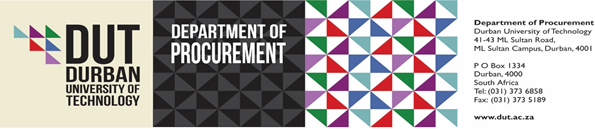 DUT
DURBAN
UNIVERSITY OF
TECHNOLOGY
DEPARTMENT OF
PROCUREMENT
Department of Procurement
Durban University of Technology
41-43 ML Sultan Road,
ML Sultan Campus, Durban, 4001
P O Box 1334
Durban, 4000
South Africa
Tel: (031) 373 6858
Fax: (031) 373 5189
www.dut.ac.za